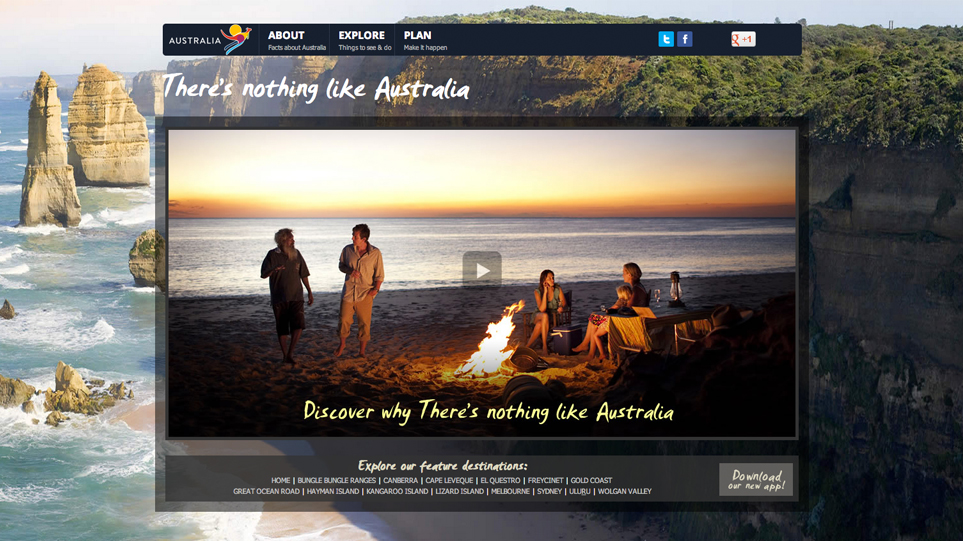 AUSTRALIA
ABOUT
Facts about Australia
EXPLORE
Things to see & do
PLAN
Make it happen
g +1
There's nothing like Australia
Discover why There's nothing like Australia
Explore our feature destinations:
HOME | BUNGLE BUNGLE RANGES | CANBERRA | CAPE LEVEQUE | EL QUESTRO | FREYCINET | GOLD COAST
GREAT OCEAN ROAD | HAYMAN ISLAND | KANGAROO ISLAND | LIZARD ISLAND | MELBOURNE | SYDNEY | ULURU | WOLGAN VALLEY
Download
our new app!